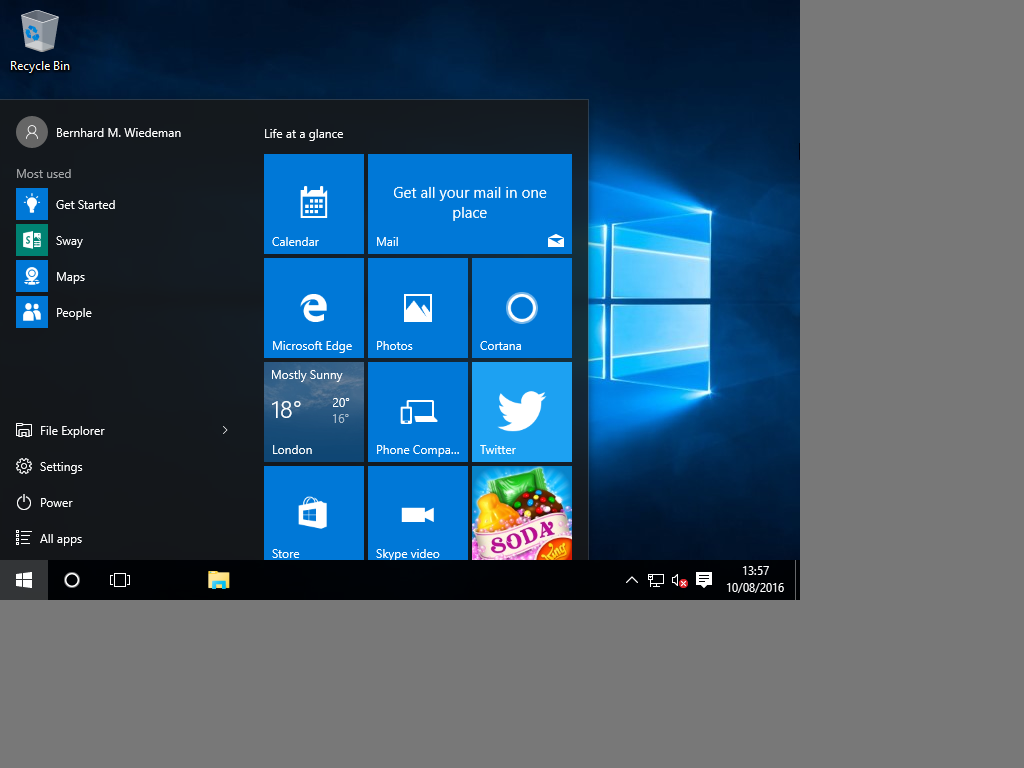 Recycle Bin
Bernhard M. Wiedeman
Most used
Get Started
Sway
Maps
People
File Explorer
Settings
Power
All apps
Life at a glance
Calendar
Get all your mail in one
place
Mail
Microsoft Edge
Photos
Cortana
Mostly Sunny
18°
20°
16°
London
Phone Compa...
Twitter
Store
Skype video
SODA
King
13:57
10/08/2016